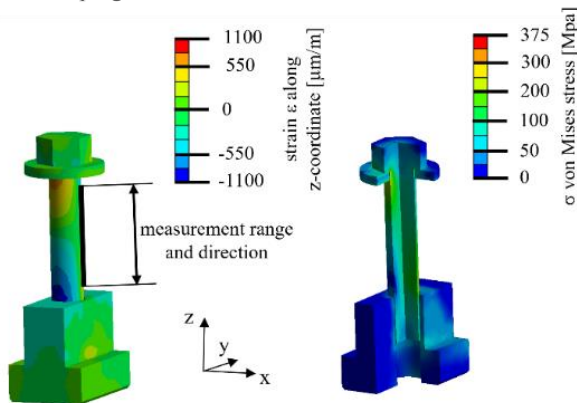 1100
550
0
-550
-1100
strain ε along
z-coordinate [µm/m]
375
300
200
100
50
0
σ von Mises stress [Mpa]
measurement range
and direction
z
y
x